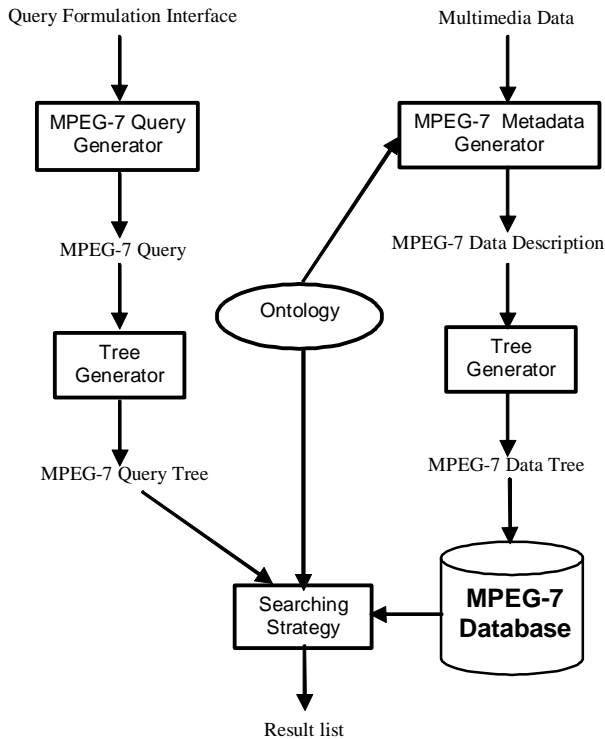 Query Formulation Interface
Multimedia Data
MPEG-7 Query
Generator
MPEG-7 Metadata
Generator
MPEG-7 Query
MPEG-7 Data Description
Ontology
Tree
Generator
Tree
Generator
MPEG-7 Query Tree
MPEG-7 Data Tree
Searching
Strategy
MPEG-7
Database
Result list